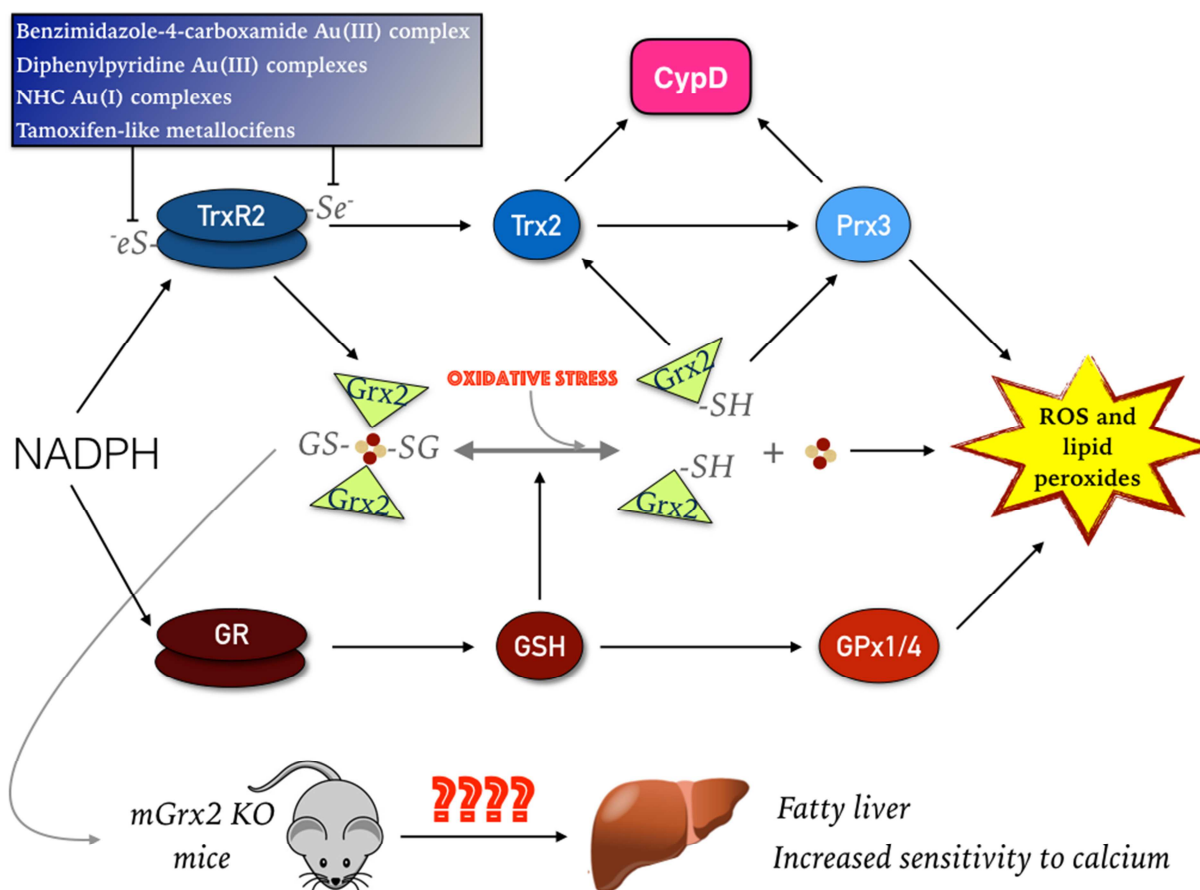 Benzimidazole-4-carboxamide Au(III) complex
Diphenylpyridine Au(III) complexes
NHC Au(I) complexes
Tamoxifen-like metallocifens
CypD
TrxR2
-Se-
-eS-
Trx2
Prx3
Grx2
OXIDATIVE STRESS
Grx2
-SH
NADPH
GS-
-SG
-SH
+
ROS and
lipid
peroxides
Grx2
Grx2
GR
GSH
GPx1/4
mGrx2 KO
mice
????
Fatty liver
Increased sensitivity to calcium